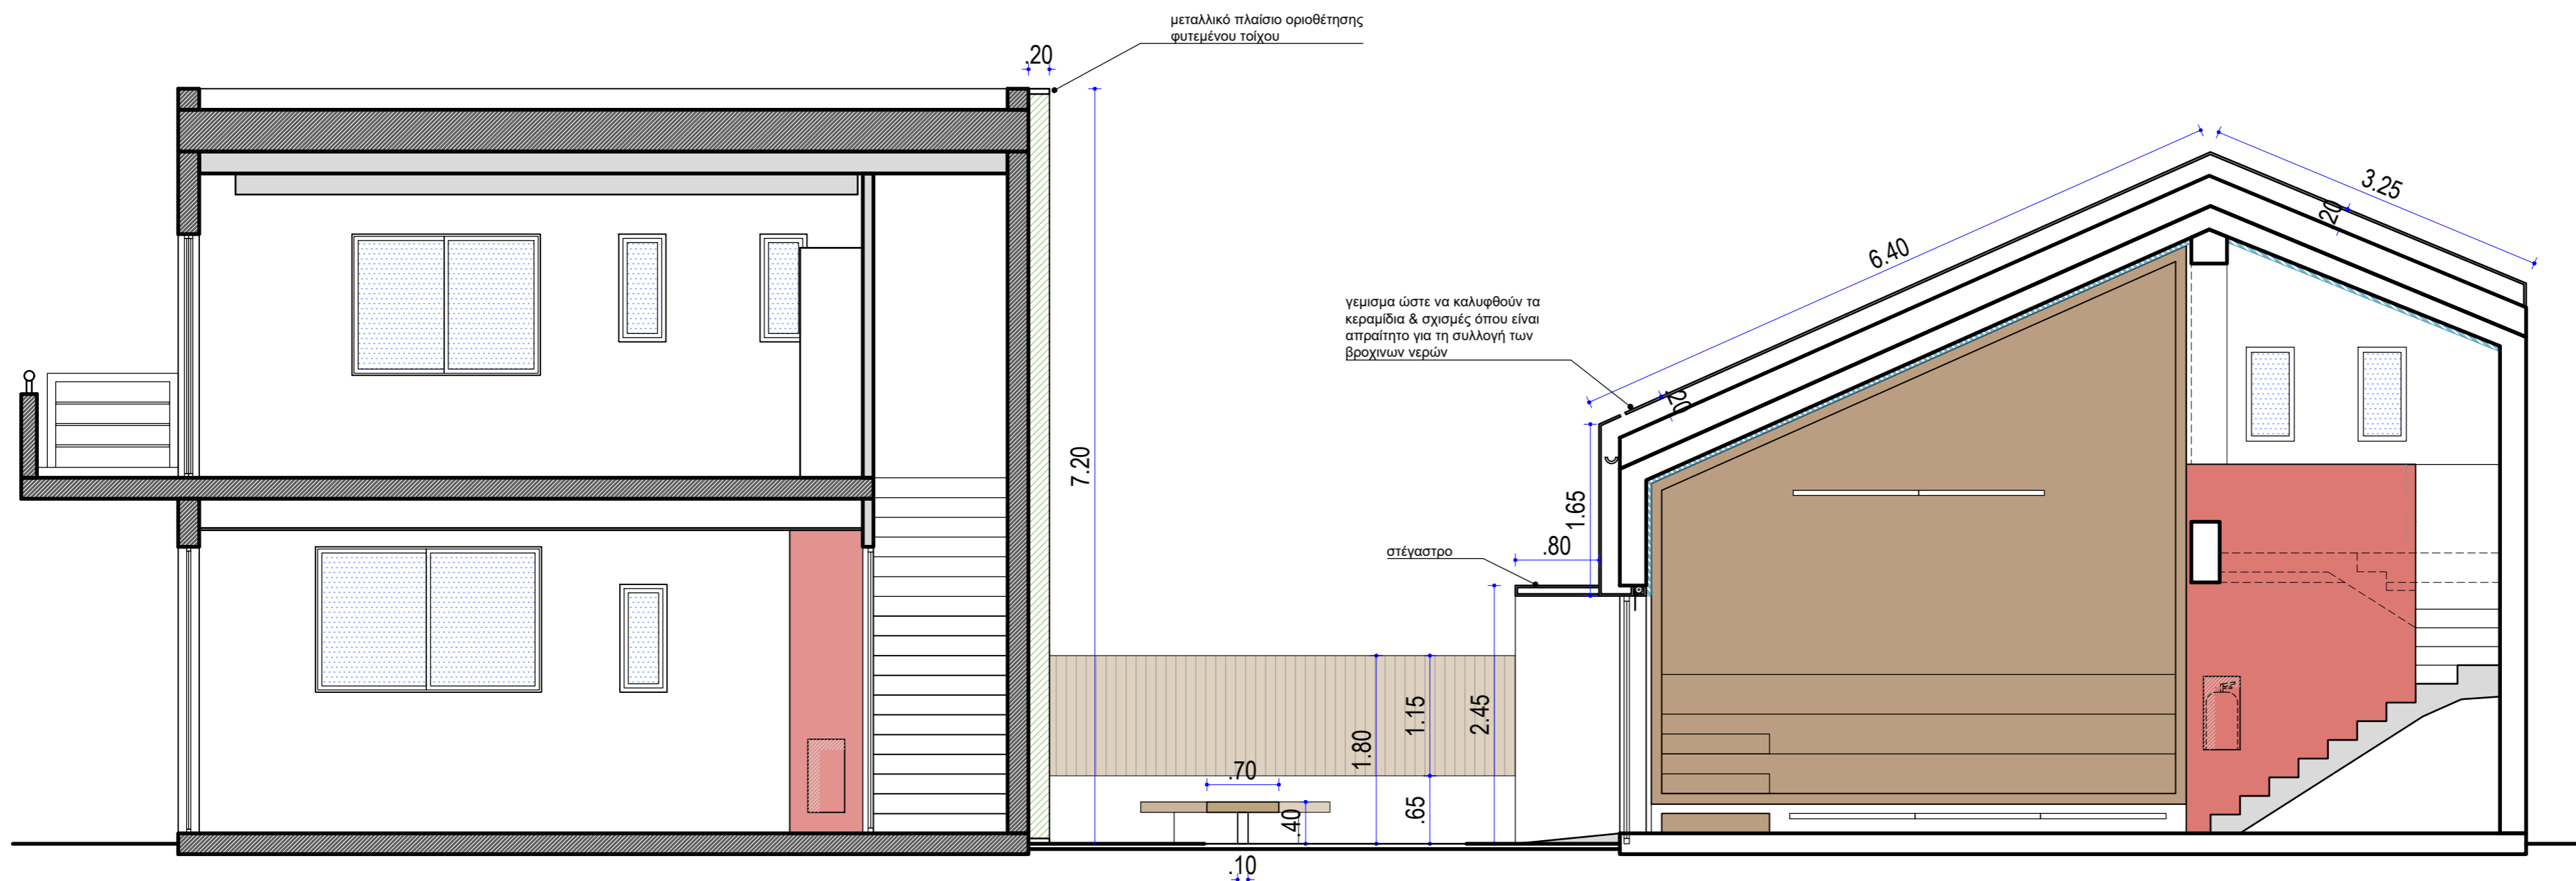 μεταλλικό πλαίσιο οριοθέτησης
φυτεμένου τοίχου
.20
7.20
3.25
.20
6.40
γεμισμα ώστε να καλυφθούν τα
κεραμίδια & σχισμές όπου είναι
απραίτητο για τη συλλογή των
βροχινων νερών
.20
1.65
στέγαστρο
.80
2.45
1.15
1.80
.70
.65
.40
.10